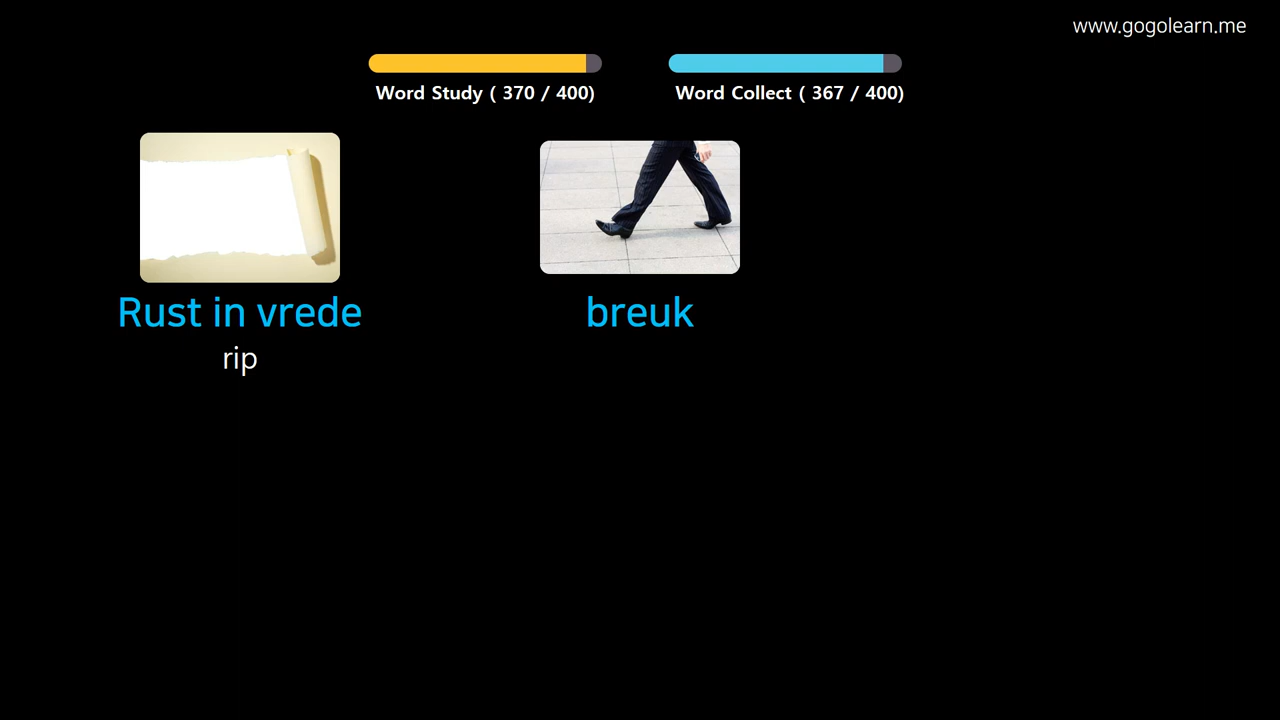 www.gogolearn.me
Word Study ( 370 / 400)
Word Collect ( 367 / 400)
Rust in vrede
rip
breuk